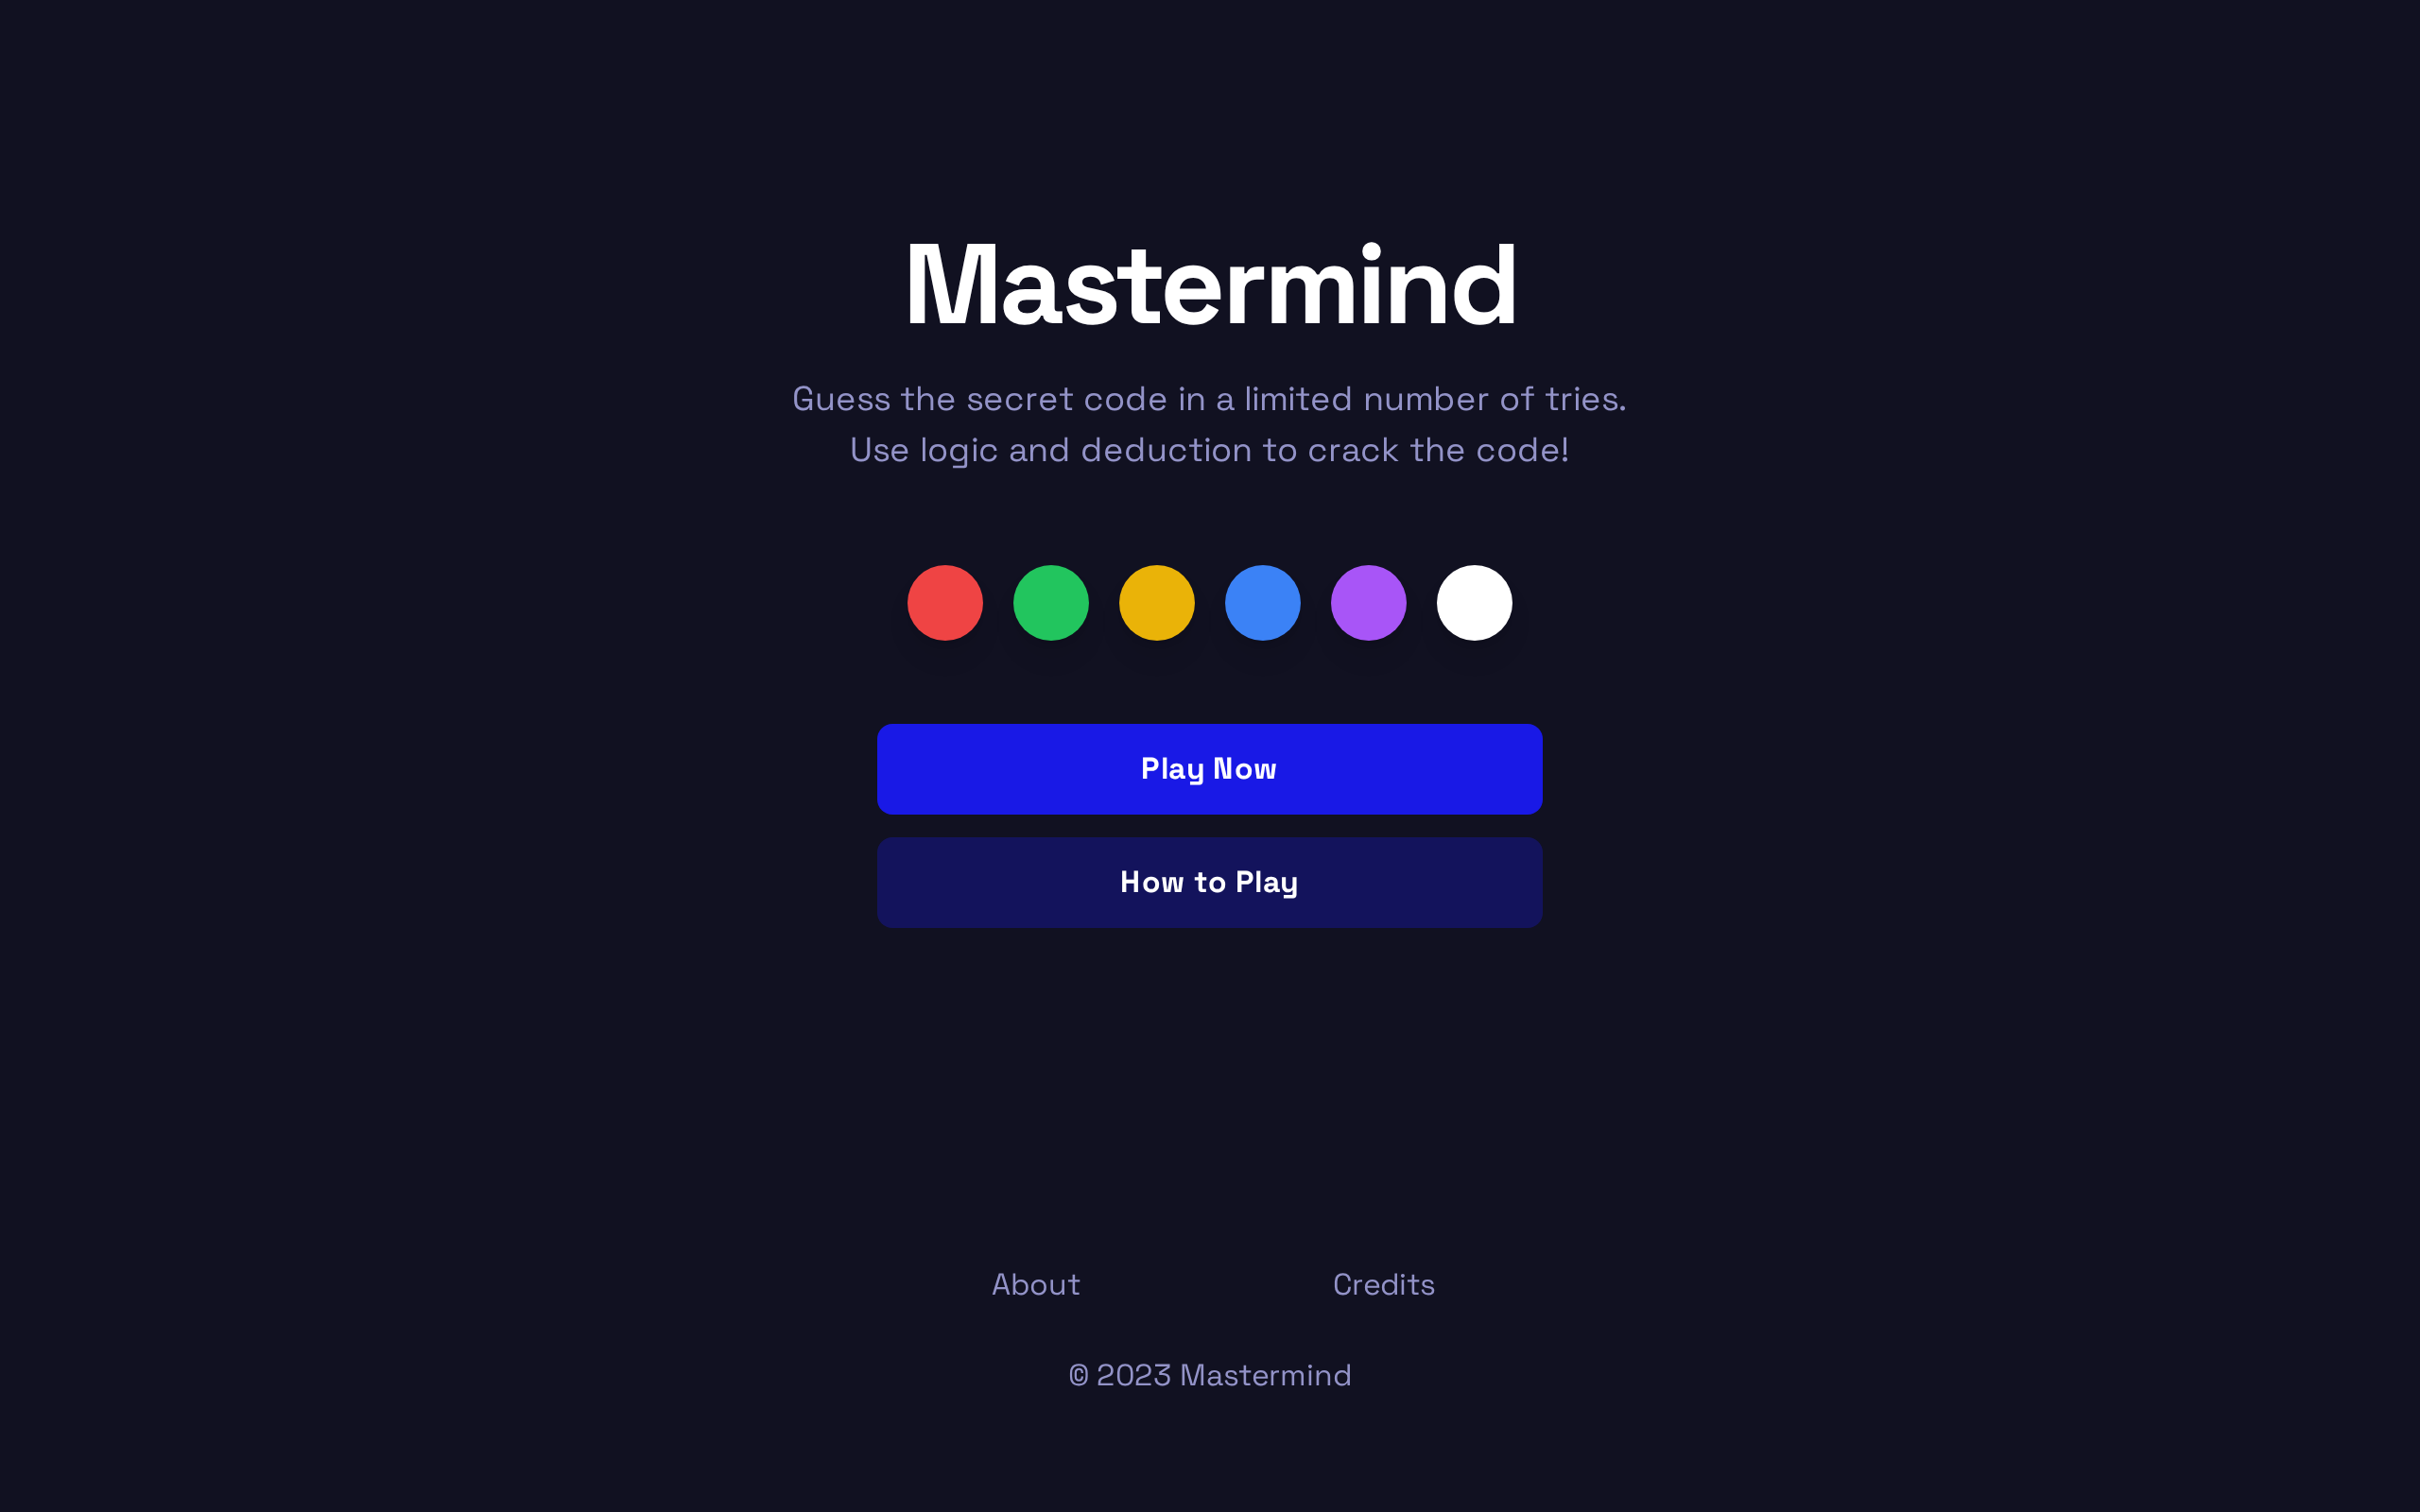 Mastermind
Guess the secret code in a limited number of tries.
Use logic and deduction to crack the code!
Play Now
How to Play
About
Credits
© 2023 Mastermind